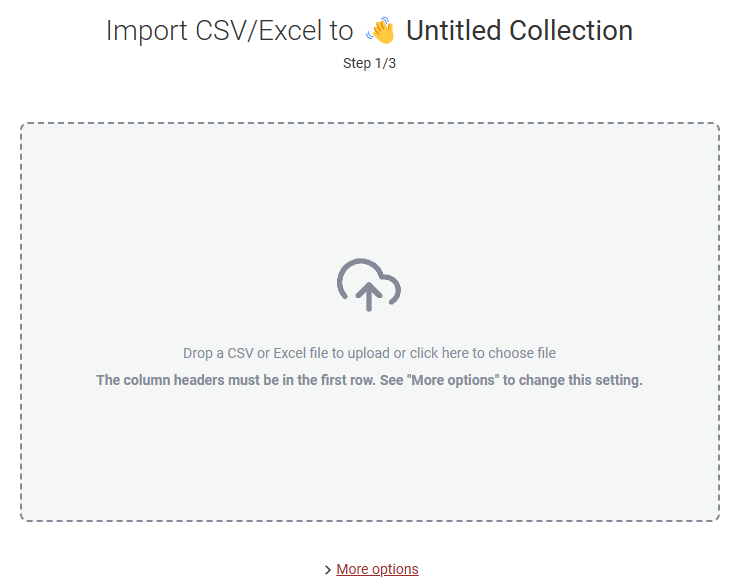 Import CSV/Excel to 👋 Untitled Collection
Step 1/3
Drop a CSV or Excel file to upload or click here to choose file
The column headers must be in the first row. See "More options" to change this setting.
More options